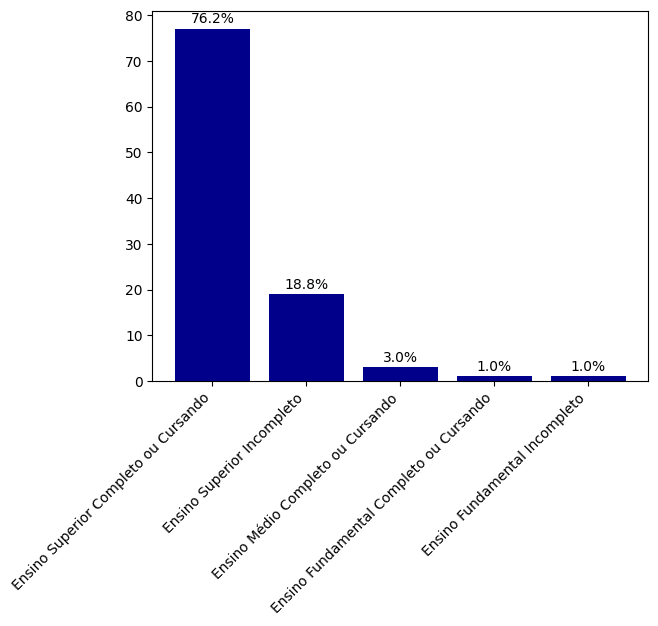 80
70
60
50
40
30
20
10
0
76.2%
18.8%
3.0%
1.0%
1.0%
Ensino Superior Completo ou Cursando
Ensino Superior Incompleto
Ensino Médio Completo ou Cursando
Ensino Fundamental Completo ou Cursando
Ensino Fundamental Incompleto